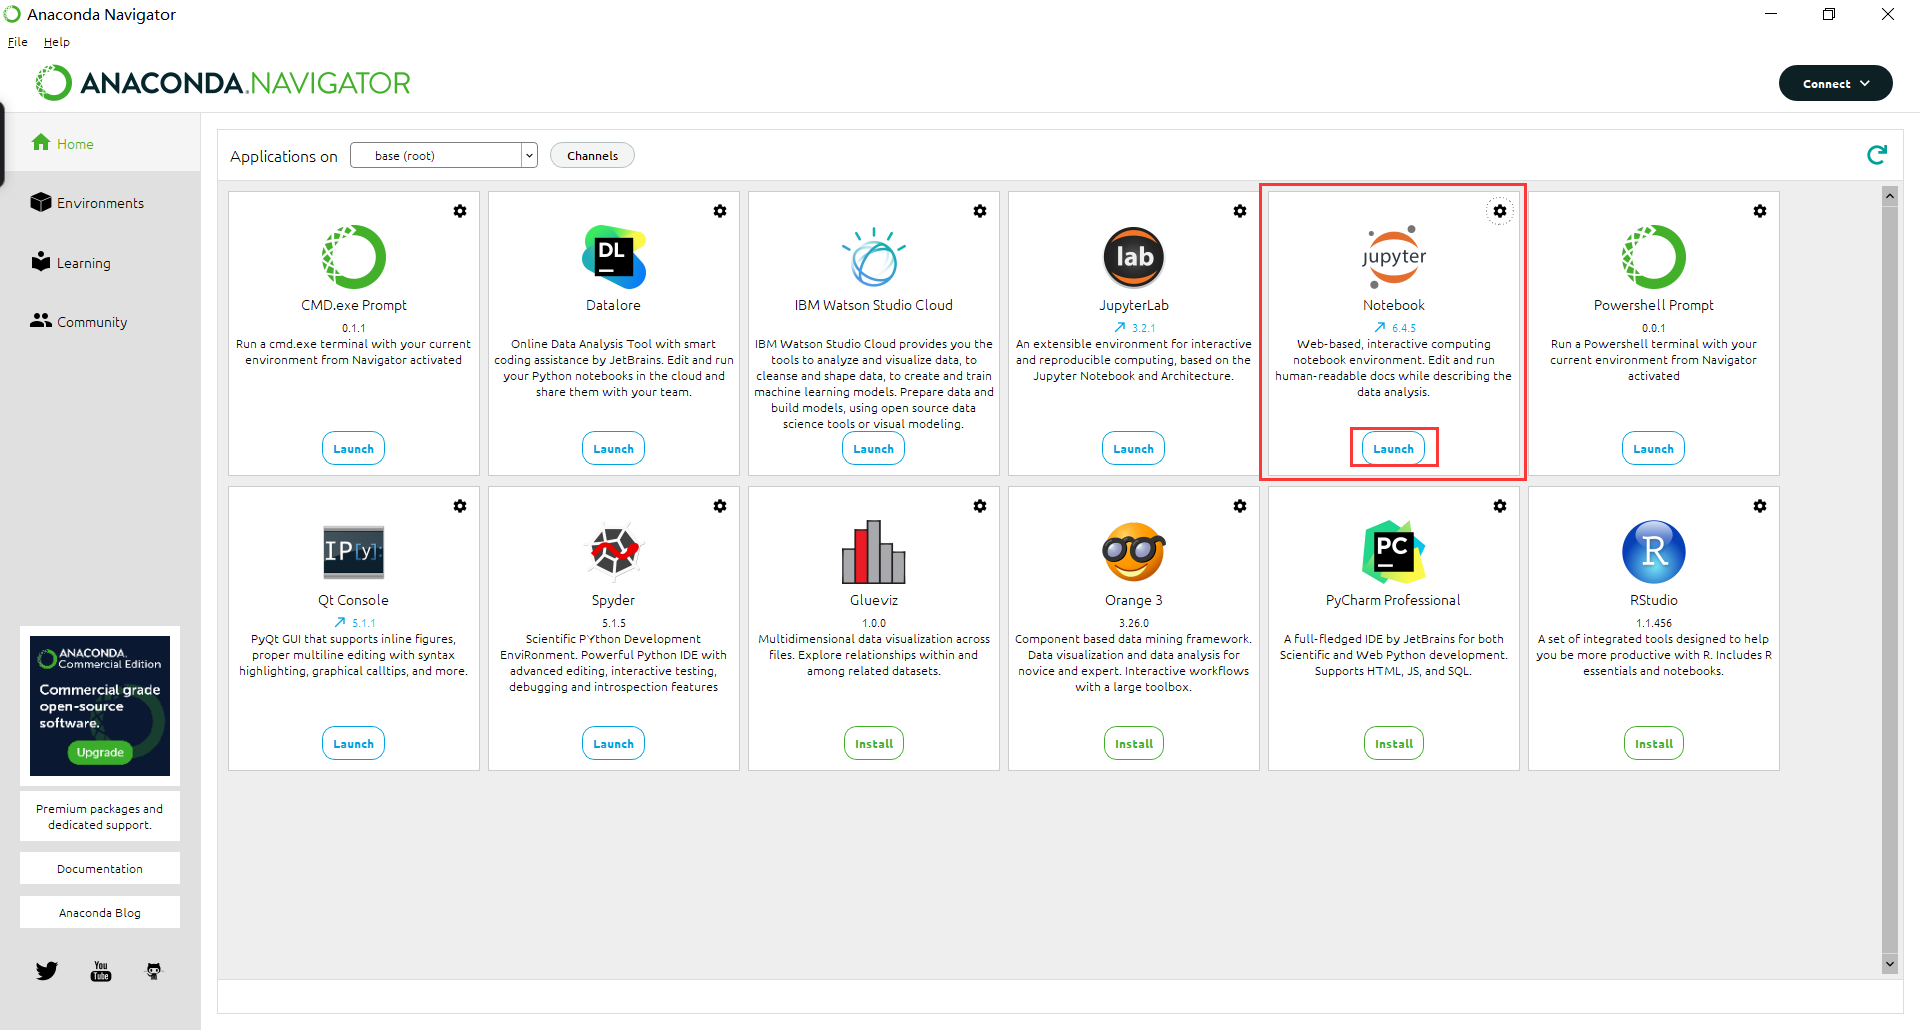 Anaconda Navigator
File Help
ANACONDA.NAVIGATOR
Connect
Home
Environments
Learning
Community
Applications on
base (root)
Channels
CMD.exe Prompt
0.1.1
Run a cmd.exe terminal with your current
environment from Navigator activated
Launch
DL
Datalore
Online Data Analysis Tool with smart
coding assistance by JetBrains. Edit and run
your Python notebooks in the cloud and
share them with your team.
Launch
IBM Watson Studio Cloud
IBM Watson Studio Cloud provides you the
tools to analyze and visualize data, to
cleanse and shape data, to create and train
machine learning models. Prepare data and
build models, using open source data
science tools or visual modeling.
Launch
lab
JupyterLab
3.2.1
An extensible environment for interactive
and reproducible computing, based on the
Jupyter Notebook and Architecture.
Launch
jupyter
Notebook
6.4.5
Web-based, interactive computing
notebook environment. Edit and run
human-readable docs while describing the
data analysis.
Launch
Powershell Prompt
0.0.1
Run a Powershell terminal with your
current environment from Navigator
activated
Launch
IP[y]:
Qt Console
5.1.1
PyQt GUI that supports inline figures,
proper multiline editing with syntax
highlighting, graphical calltips, and more.
Launch
Spyder
5.1.5
Scientific PYthon Development
EnviRonment. Powerful Python IDE with
advanced editing, interactive testing,
debugging and introspection features
Launch
Glueviz
1.0.0
Multidimensional data visualization across
files. Explore relationships within and
among related datasets.
Install
Orange 3
3.26.0
Component based data mining framework.
Data visualization and data analysis for
novice and expert. Interactive workflows
with a large toolbox.
Install
PC
PyCharm Professional
A full-fledged IDE by JetBrains for both
Scientific and Web Python development.
Supports HTML, JS, and SQL.
Install
R
RStudio
1.1.456
A set of integrated tools designed to help
you be more productive with R. Includes R
essentials and notebooks.
Install
ANACONDA.
Commercial Edition
Commercial grade
open-source
software.
Upgrade
Premium packages and
dedicated support.
Documentation
Anaconda Blog
You
Tube